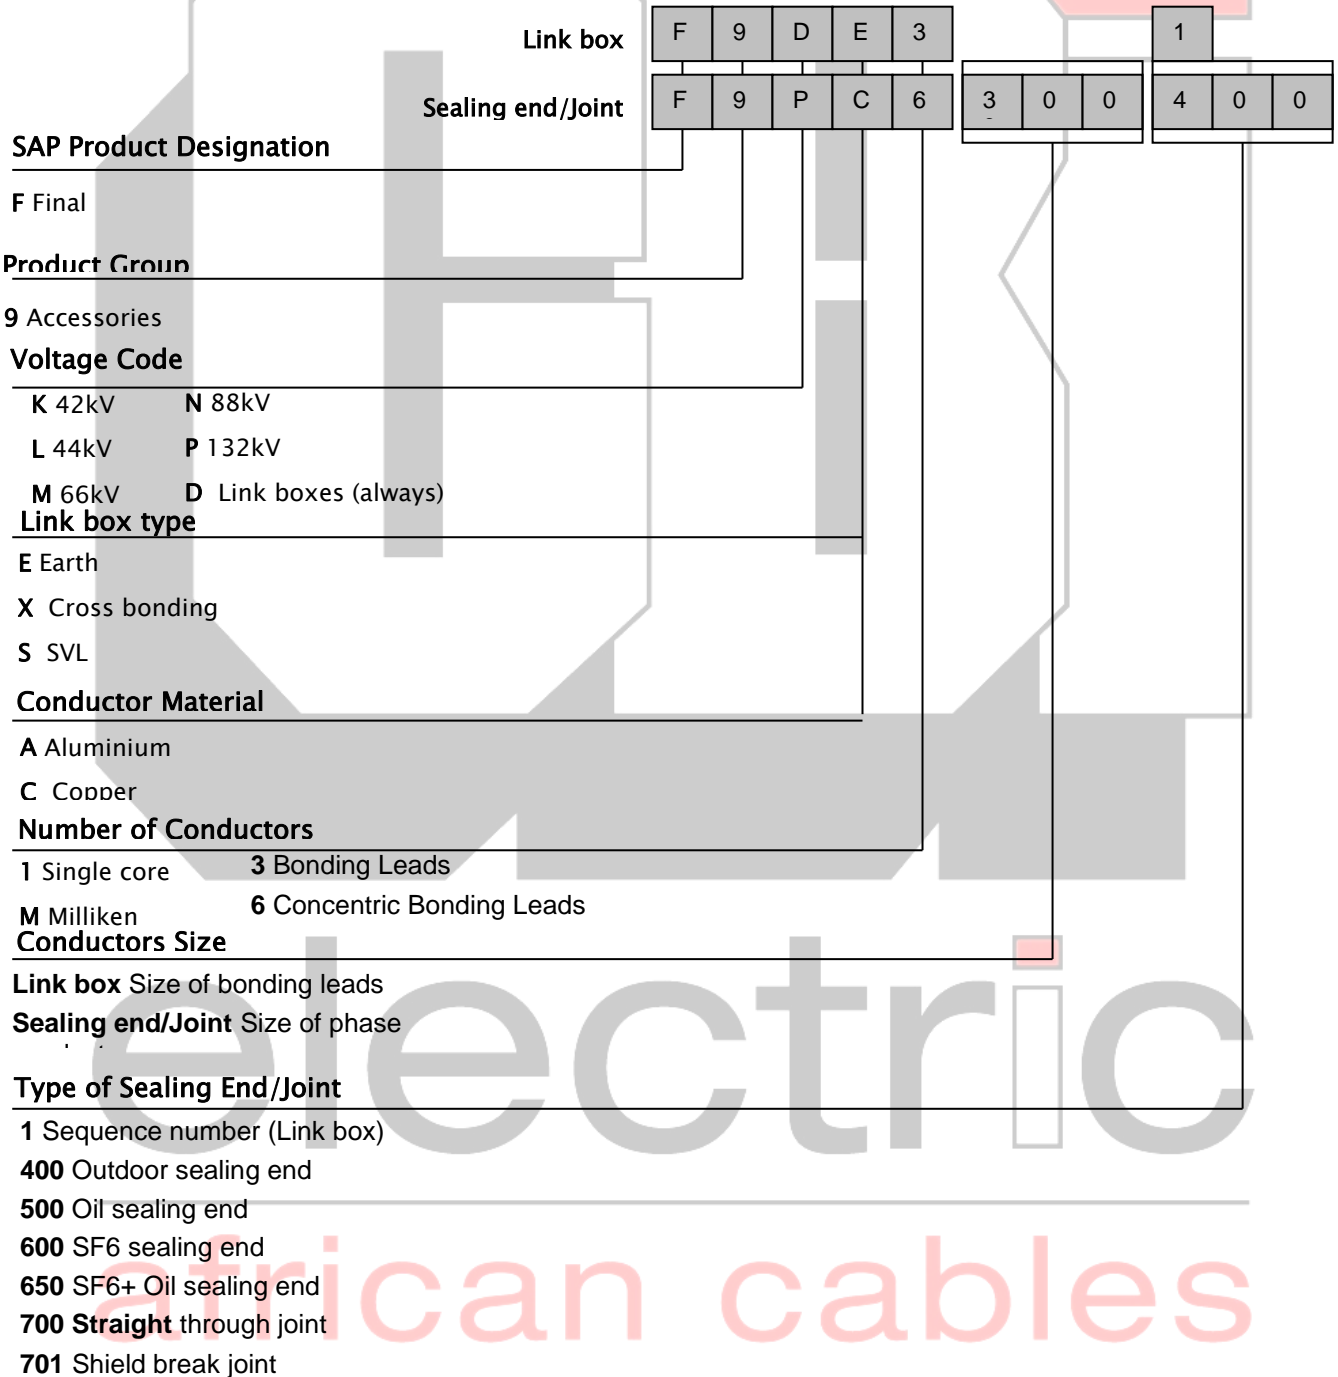 Link box F 9 D E 3 1
Sealing end/Joint F 9 P C 6 3 0 0 4 0 0
SAP Product Designation
F Final
Product Group
9 Accessories
Voltage Code
K 42kV N 88kV
L 44kV P 132kV
M 66kV D Link boxes (always)
Link box type
E Earth
X Cross bonding
S SVL
Conductor Material
A Aluminium
C Copper
Number of Conductors
1 Single core 3 Bonding Leads
M Milliken 6 Concentric Bonding Leads
Conductors Size
Link box Size of bonding leads
Sealing end/Joint Size of phase
Type of Sealing End/Joint
1 Sequence number (Link box)
400 Outdoor sealing end
500 Oil sealing end
600 SF6 sealing end
650 SF6+ Oil sealing end
700 Straight through joint
701 Shield break joint
electric
african cables